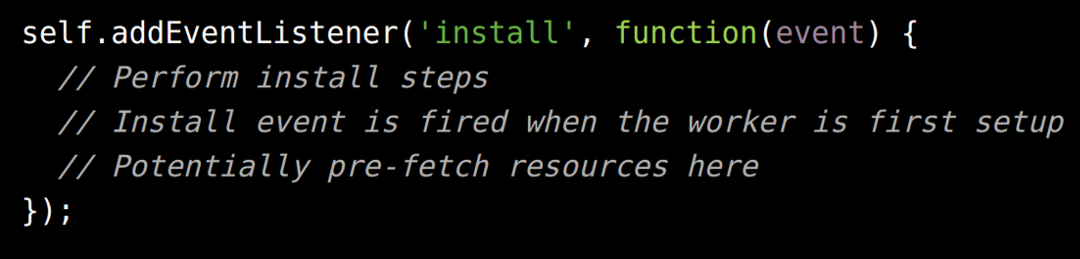 self.addEventListener('install', function(event) {
  // Perform install steps
  // Install event is fired when the worker is first setup
  // Potentially pre-fetch resources here
});